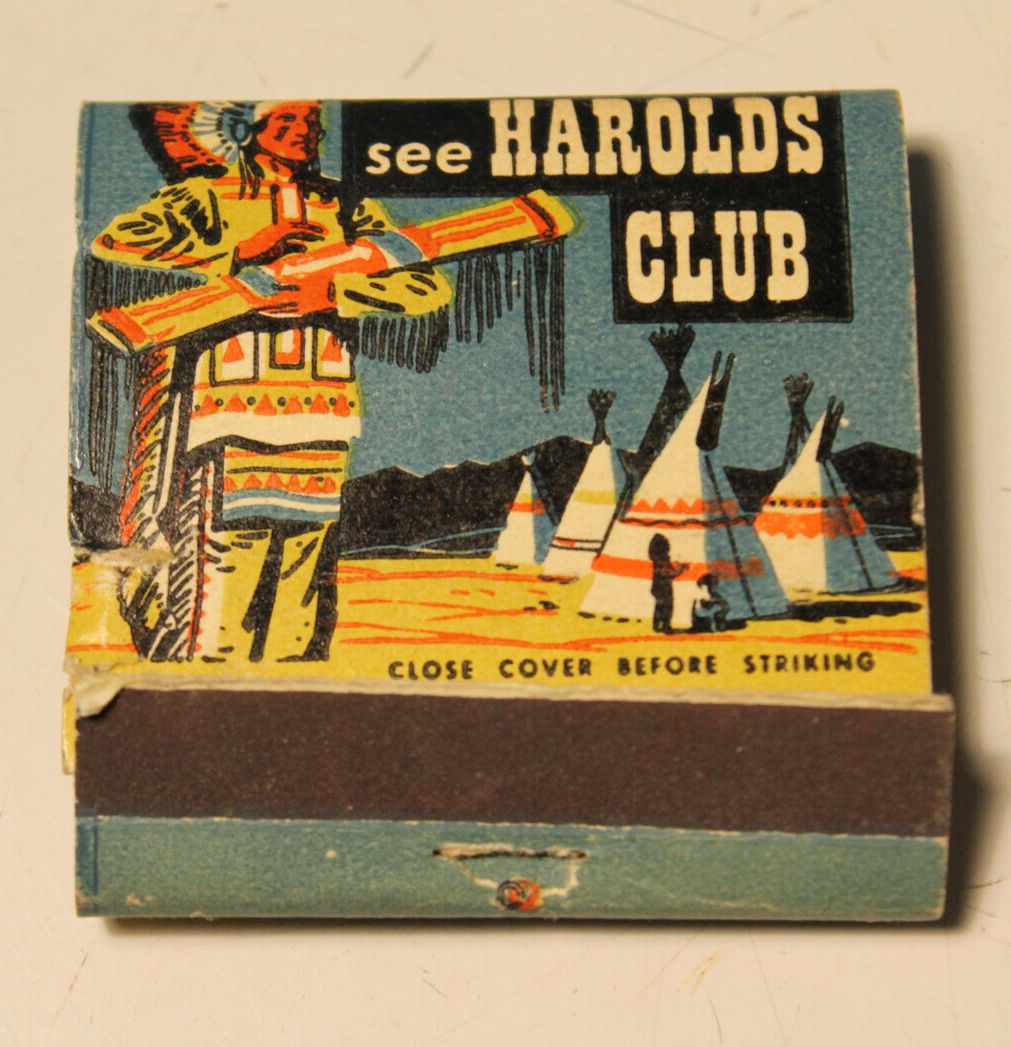 see HAROLDS
CLUB
CLOSE COVER BEFORE STRIKING